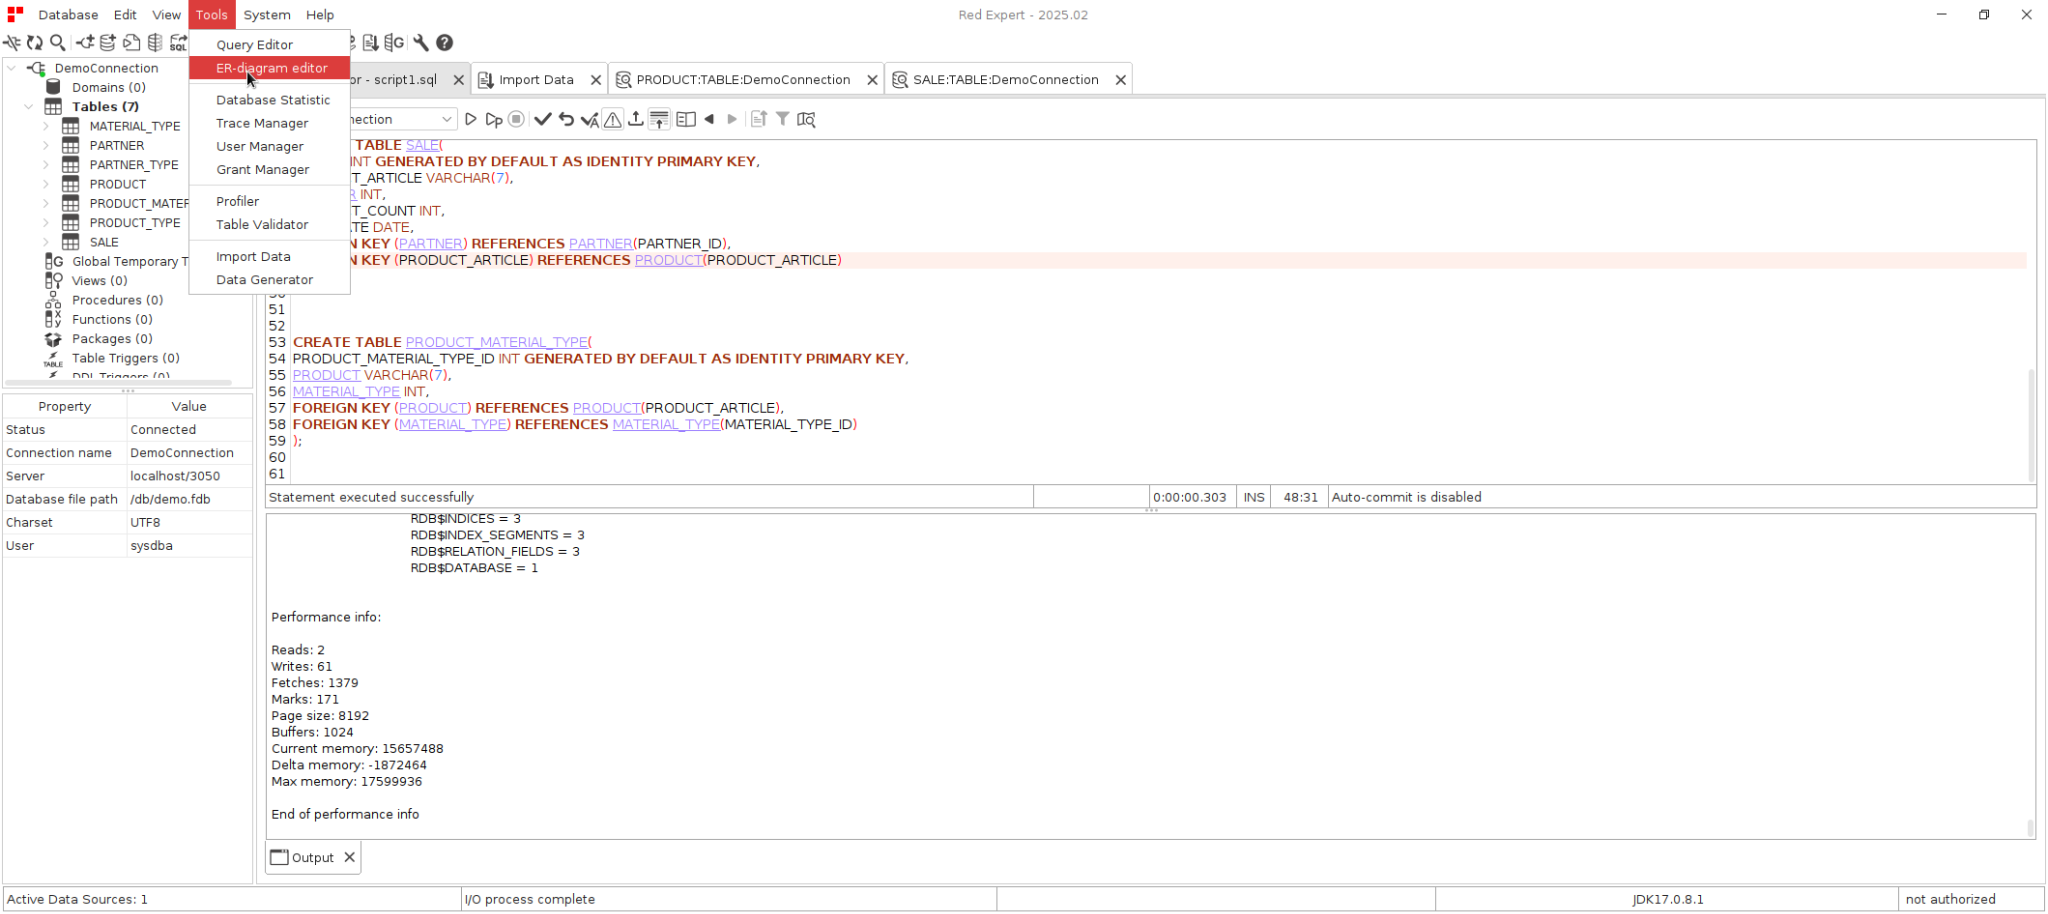 Database Edit View Tools System Help
Red Expert - 2025.02
SQL
Query Editor
ER-diagram editor
Database Statistic
Trace Manager
User Manager
Grant Manager
Profiler
Table Validator
Import Data
Data Generator
DemoConnection
Domains (0)
Tables (7)
MATERIAL_TYPE
PARTNER
PARTNER_TYPE
PRODUCT
PRODUCT_MATER
PRODUCT_TYPE
SALE
Global Temporary T
Views (0)
Procedures (0)
Functions (0)
Packages (0)
Table Triggers (0)
DDL Triggers (0)
Property Value
Status Connected
Connection name DemoConnection
Server localhost/3050
Database file path /db/demo.fdb
Charset UTF8
User sysdba
or - script1.sql
Import Data
PRODUCT:TABLE:DemoConnection
SALE:TABLE:DemoConnection
nection
TABLE SALE(
INT GENERATED BY DEFAULT AS IDENTITY PRIMARY KEY,
T_ARTICLE VARCHAR(7),
R INT,
T_COUNT INT,
TE DATE,
N KEY (PARTNER) REFERENCES PARTNER(PARTNER_ID),
N KEY (PRODUCT_ARTICLE) REFERENCES PRODUCT(PRODUCT_ARTICLE)
50
51
52
53 CREATE TABLE PRODUCT_MATERIAL_TYPE(
54 PRODUCT_MATERIAL_TYPE_ID INT GENERATED BY DEFAULT AS IDENTITY PRIMARY KEY,
55 PRODUCT VARCHAR(7),
56 MATERIAL_TYPE INT,
57 FOREIGN KEY (PRODUCT) REFERENCES PRODUCT(PRODUCT_ARTICLE),
58 FOREIGN KEY (MATERIAL_TYPE) REFERENCES MATERIAL_TYPE(MATERIAL_TYPE_ID)
59 );
60
61
Statement executed successfully 0:00:00.303 INS 48:31 Auto-commit is disabled
RDB$INDICES = 3
RDB$INDEX_SEGMENTS = 3
RDB$RELATION_FIELDS = 3
RDB$DATABASE = 1
Performance info:
Reads: 2
Writes: 61
Fetches: 1379
Marks: 171
Page size: 8192
Buffers: 1024
Current memory: 15657488
Delta memory: -1872464
Max memory: 17599936
End of performance info
Output
Active Data Sources: 1 I/O process complete JDK17.0.8.1 not authorized